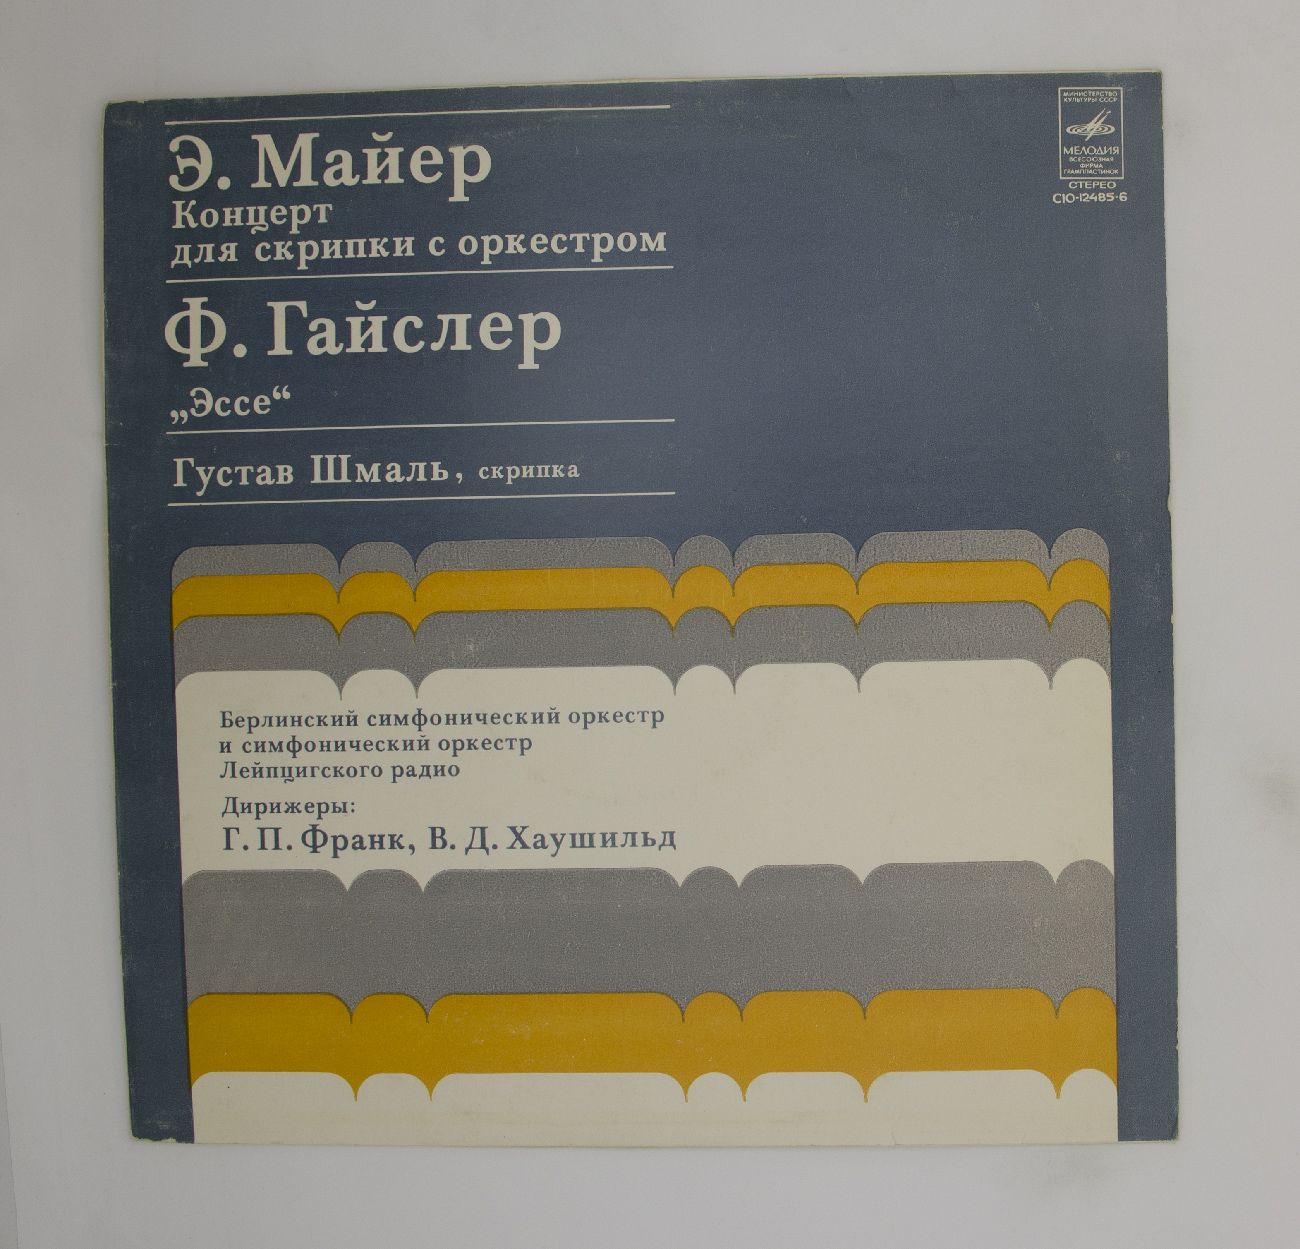 Э. Майер
Концерт
для скрипки с оркестром
Ф. Гайслер
„Эссе“
Густав Шмаль, скрипка
МИНИСТЕРСТВО
КУЛЬТУРЫ СССР
МЕЛОДИЯ
ВСЕСОЮЗНАЯ
ФИРМА
ГРАМПЛАСТИНОК
СТЕРЕО
С10-12485-6
Берлинский симфонический оркестр
и симфонический оркестр
Лейпцигского радио
Дирижеры:
Г. П. Франк, В. Д. Хаушильд